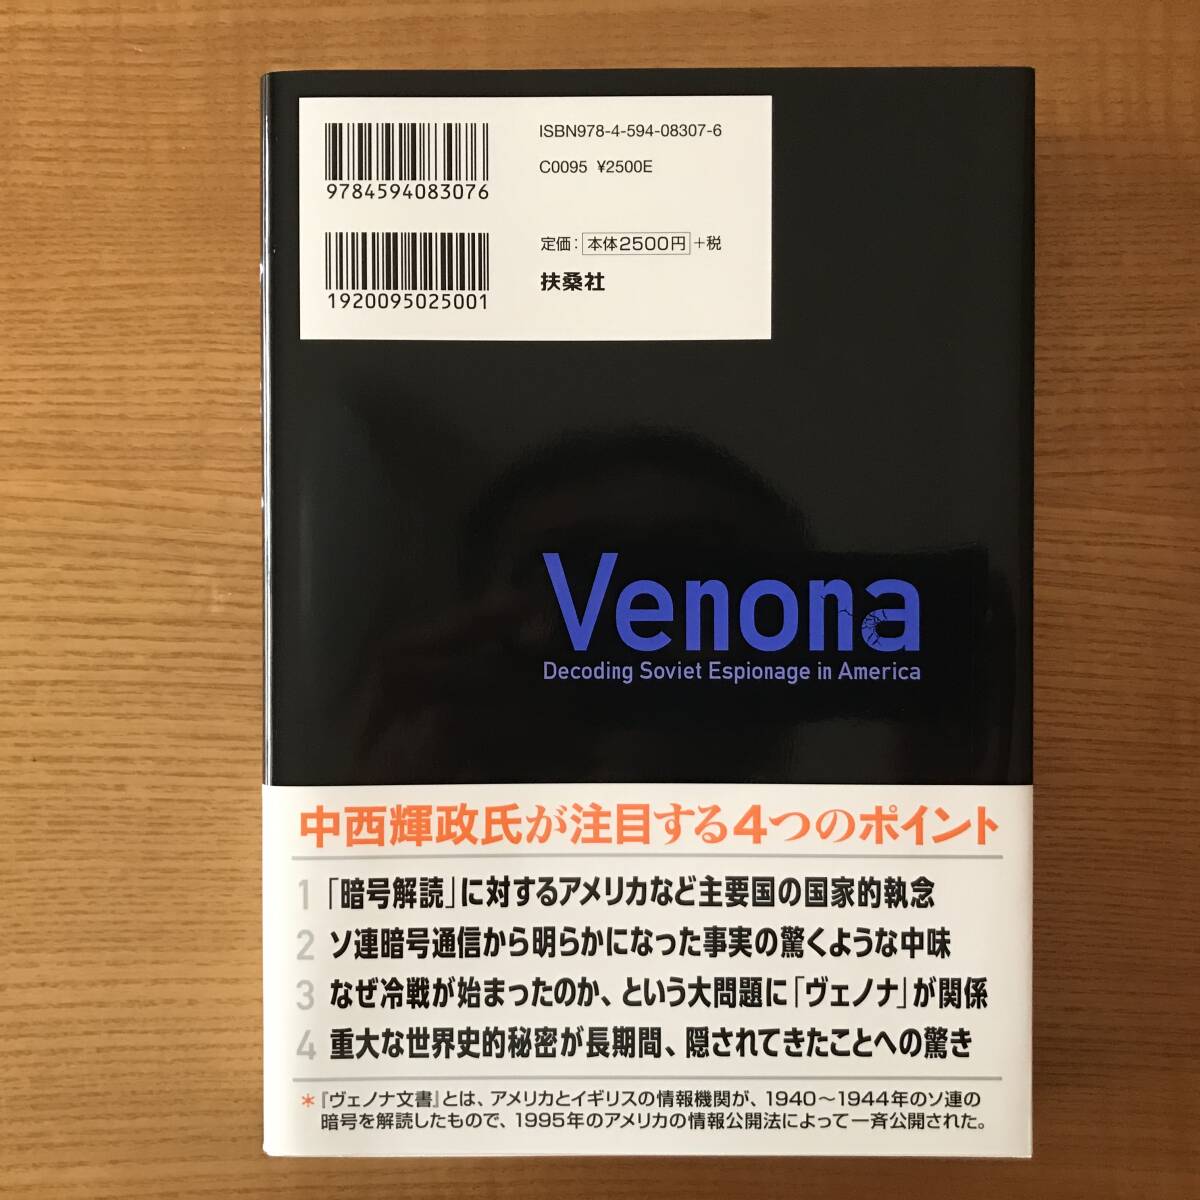 ISBN978-4-594-08307-6
C0095 ¥2500E
9784594083076
定価：本体2500円+税
扶桑社
1920095025001
Venona
Decoding Soviet Espionage in America
中西輝政氏が注目する4つのポイント
1 「暗号解読」に対するアメリカなど主要国の国家的執念
2 ソ連暗号通信から明らかになった事実の驚くような中味
3 なぜ冷戦が始まったのか、という大問題に「ヴェノナ」が関係
4 重大な世界史的秘密が長期間、隠されてきたことへの驚き
＊『ヴェノナ文書』とは、アメリカとイギリスの情報機関が、1940～1944年のソ連の
暗号を解読したもので、1995年のアメリカの情報公開法によって一斉公開された。